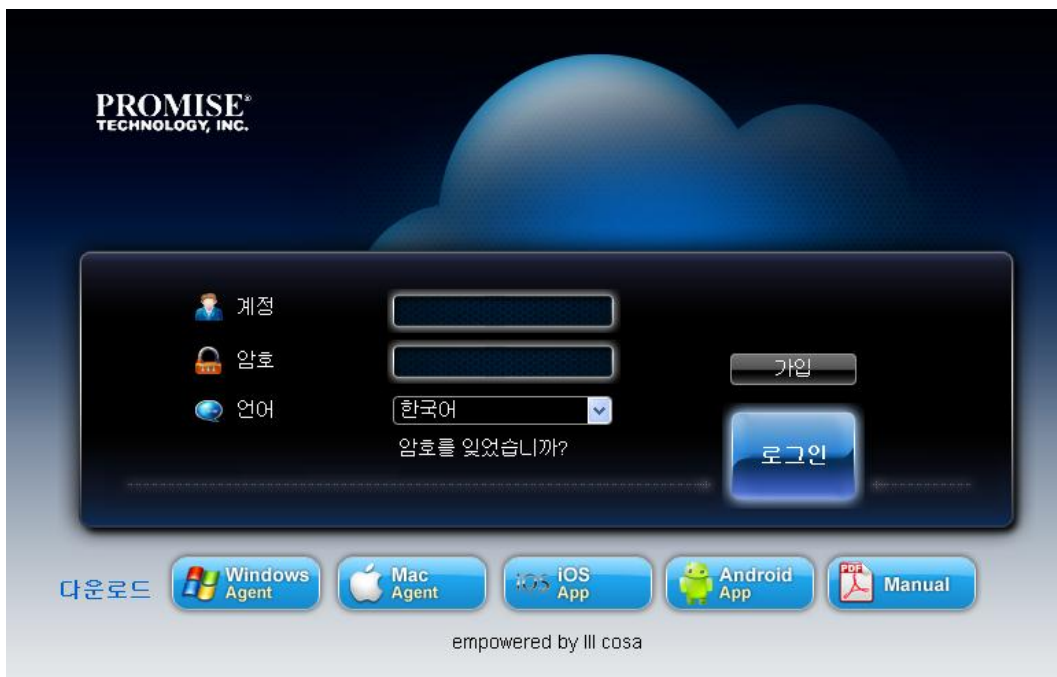 PROMISE®
TECHNOLOGY, INC.
계정
암호
가입
언어
한국어
암호를 잊었습니까?
로그인
다운로드
Windows
Agent
Mac
Agent
iOS
iOS
App
Android
App
PDF
Manual
empowered by III cosa